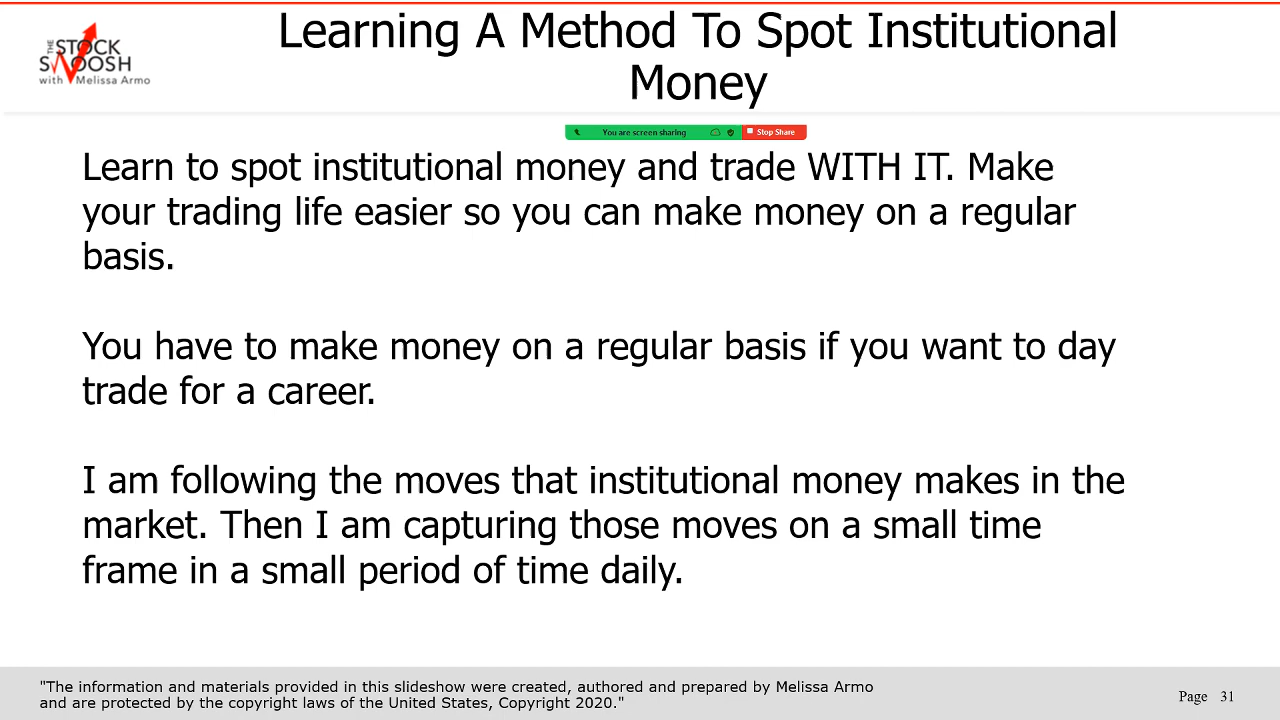 Learning A Method To Spot Institutional
Money
THE
STOCK
SWOOSH
with Melissa Armo
You are screen sharing
Stop Share
Learn to spot institutional money and trade WITH IT. Make
your trading life easier so you can make money on a regular
basis.
You have to make money on a regular basis if you want to day
trade for a career.
I am following the moves that institutional money makes in the
market. Then I am capturing those moves on a small time
frame in a small period of time daily.
"The information and materials provided in this slideshow were created, authored and prepared by Melissa Armo
and are protected by the copyright laws of the United States, Copyright 2020."
Page 31